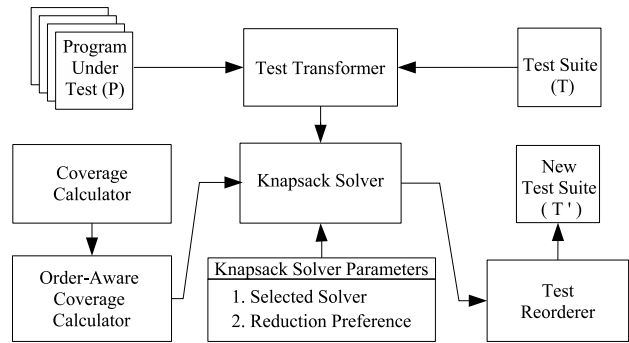 Program
Under
Test (P)
Test Transformer
Test Suite
(T)
Coverage
Calculator
Knapsack Solver
New
Test Suite
( T ' )
Order-Aware
Coverage
Calculator
Knapsack Solver Parameters
1. Selected Solver
2. Reduction Preference
Test
Reorderer